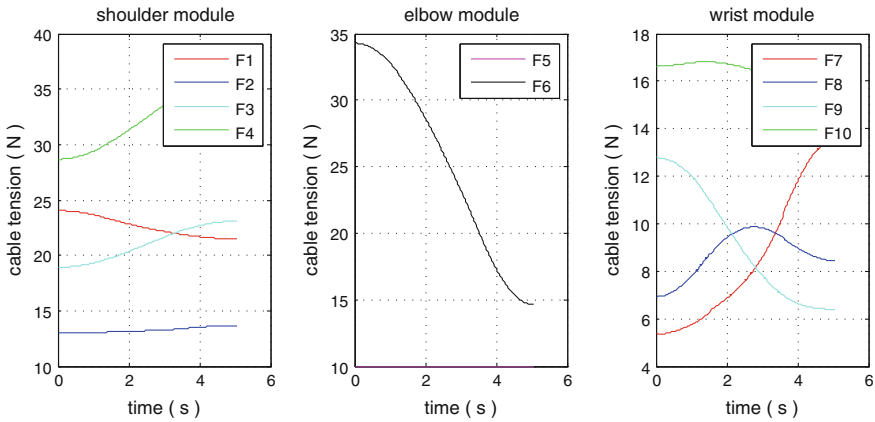 shoulder module
40
35
30
25
20
15
10
cable tension ( N )
0
2
4
6
time ( s )
F1
F2
F3
F4
elbow module
35
30
25
20
15
10
cable tension ( N )
0
2
4
6
time ( s )
F5
F6
wrist module
18
16
14
12
10
8
6
4
cable tension ( N )
0
2
4
6
time ( s )
F7
F8
F9
F10